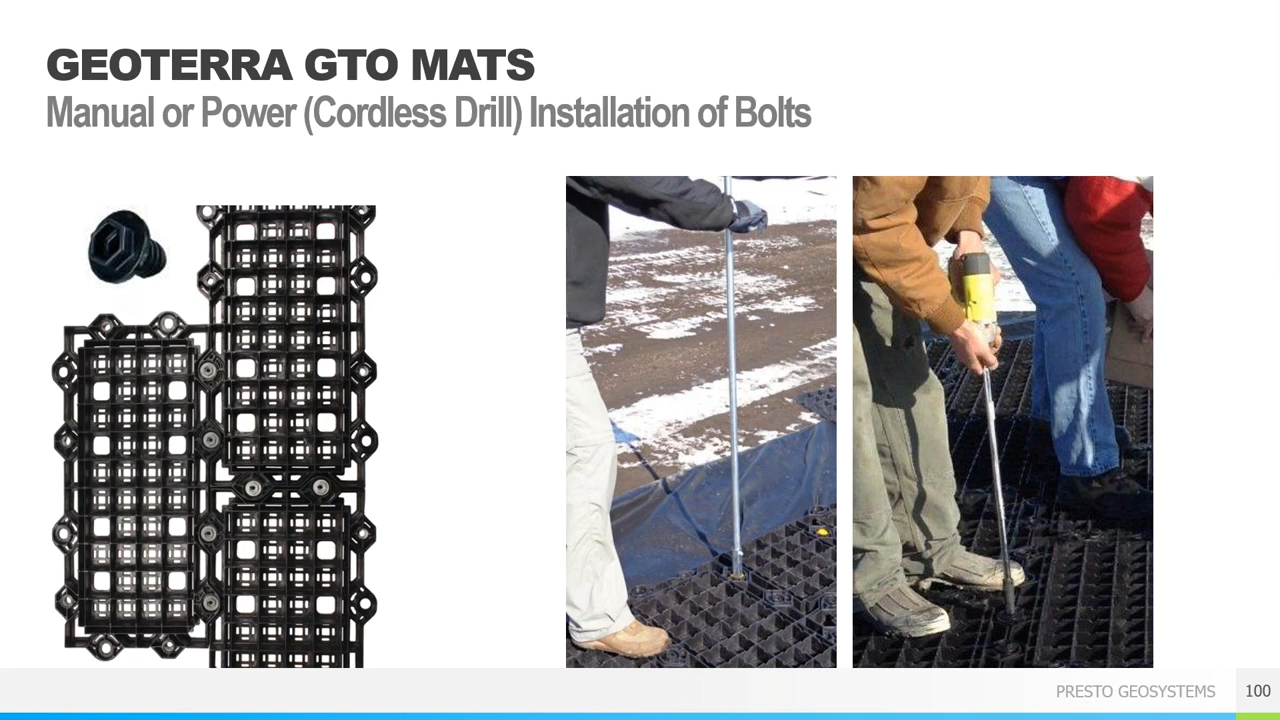 GEOTERRA GTO MATS
Manual or Power (Cordless Drill) Installation of Bolts
PRESTO GEOSYSTEMS
100